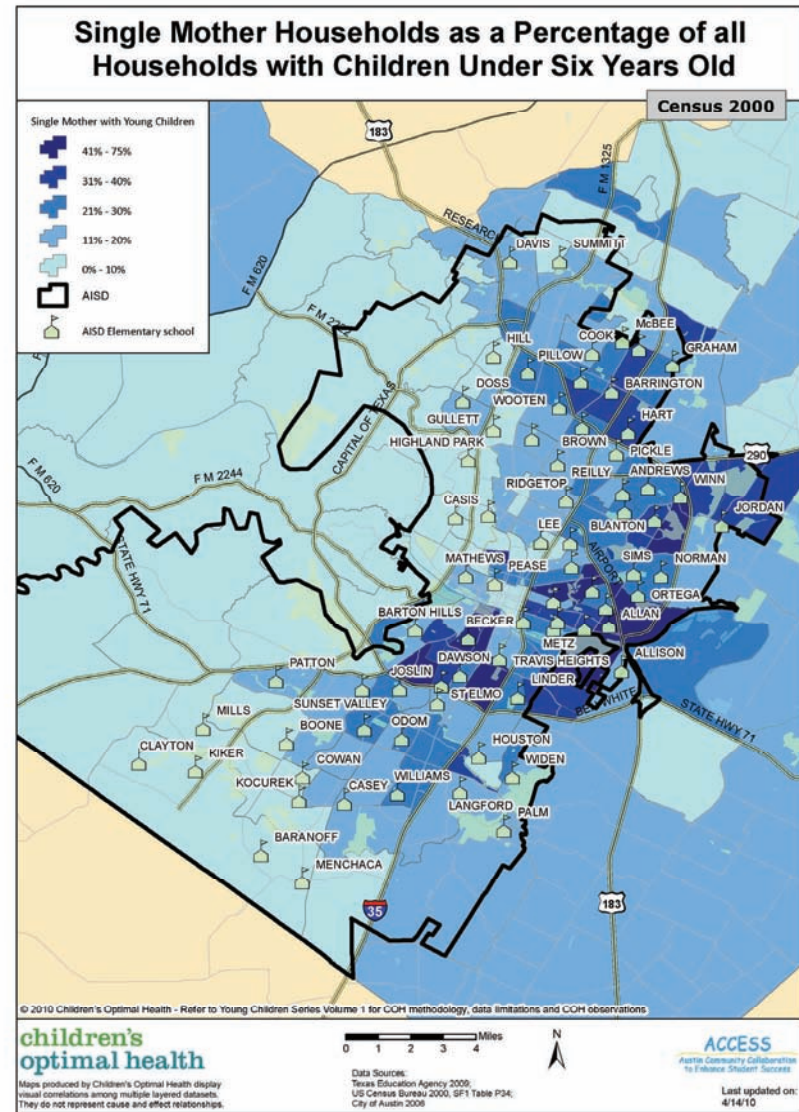 Single Mother Households as a Percentage of all
Households with Children Under Six Years Old
Census 2000
Single Mother with Young Children
41% - 75%
31% - 40%
21% - 30%
11% - 20%
0% - 10%
AISD
AISD Elementary school
183
F M 1325
RESEARC
DAVIS
SUMMITT
F M 620
F M 22
McBEE
COOK
GRAHAM
HILL
PILLOW
DOSS
BARRINGTON
WOOTEN
CAPITAL OF TEXAS
GULLETT
HART
HIGHLAND PARK
BROWN
PICKLE
290
F M 620
F M 2244
REILLY
ANDREWS
WINN
RIDGETOP
JORDAN
CASIS
BLANTON
LEE
STATE HWY 71
AIRPORT
MATHEWS
PEASE
SIMS
NORMAN
ORTEGA
BARTON HILLS
BECKER
ALLAN
METZ
ALLISON
PATTON
DAWSON
TRAVIS HEIGHTS
JOSLIN
LINDER
ST ELMO
SUNSET VALLEY
BEN WHITE
STATE HWY 71
MILLS
BOONE
ODOM
CLAYTON
KIKER
HOUSTON
COWAN
WIDEN
KOCUREK
WILLIAMS
CASEY
LANGFORD
PALM
BARANOFF
MENCHACA
35
183
© 2010 Children's Optimal Health - Refer to Young Children Series Volume 1 for COH methodology, data limitations and COH observations
children's
optimal health
Maps produced by Children's Optimal Health display
visual correlations among multiple layered datasets.
They do not represent cause and effect relationships.
Miles
0 1 2 3 4
N
Data Sources:
Texas Education Agency 2009;
US Census Bureau 2000, SF1 Table P34;
City of Austin 2006
ACCESS
Austin Community Collaboration
to Enhance Student Success
Last updated on:
4/14/10